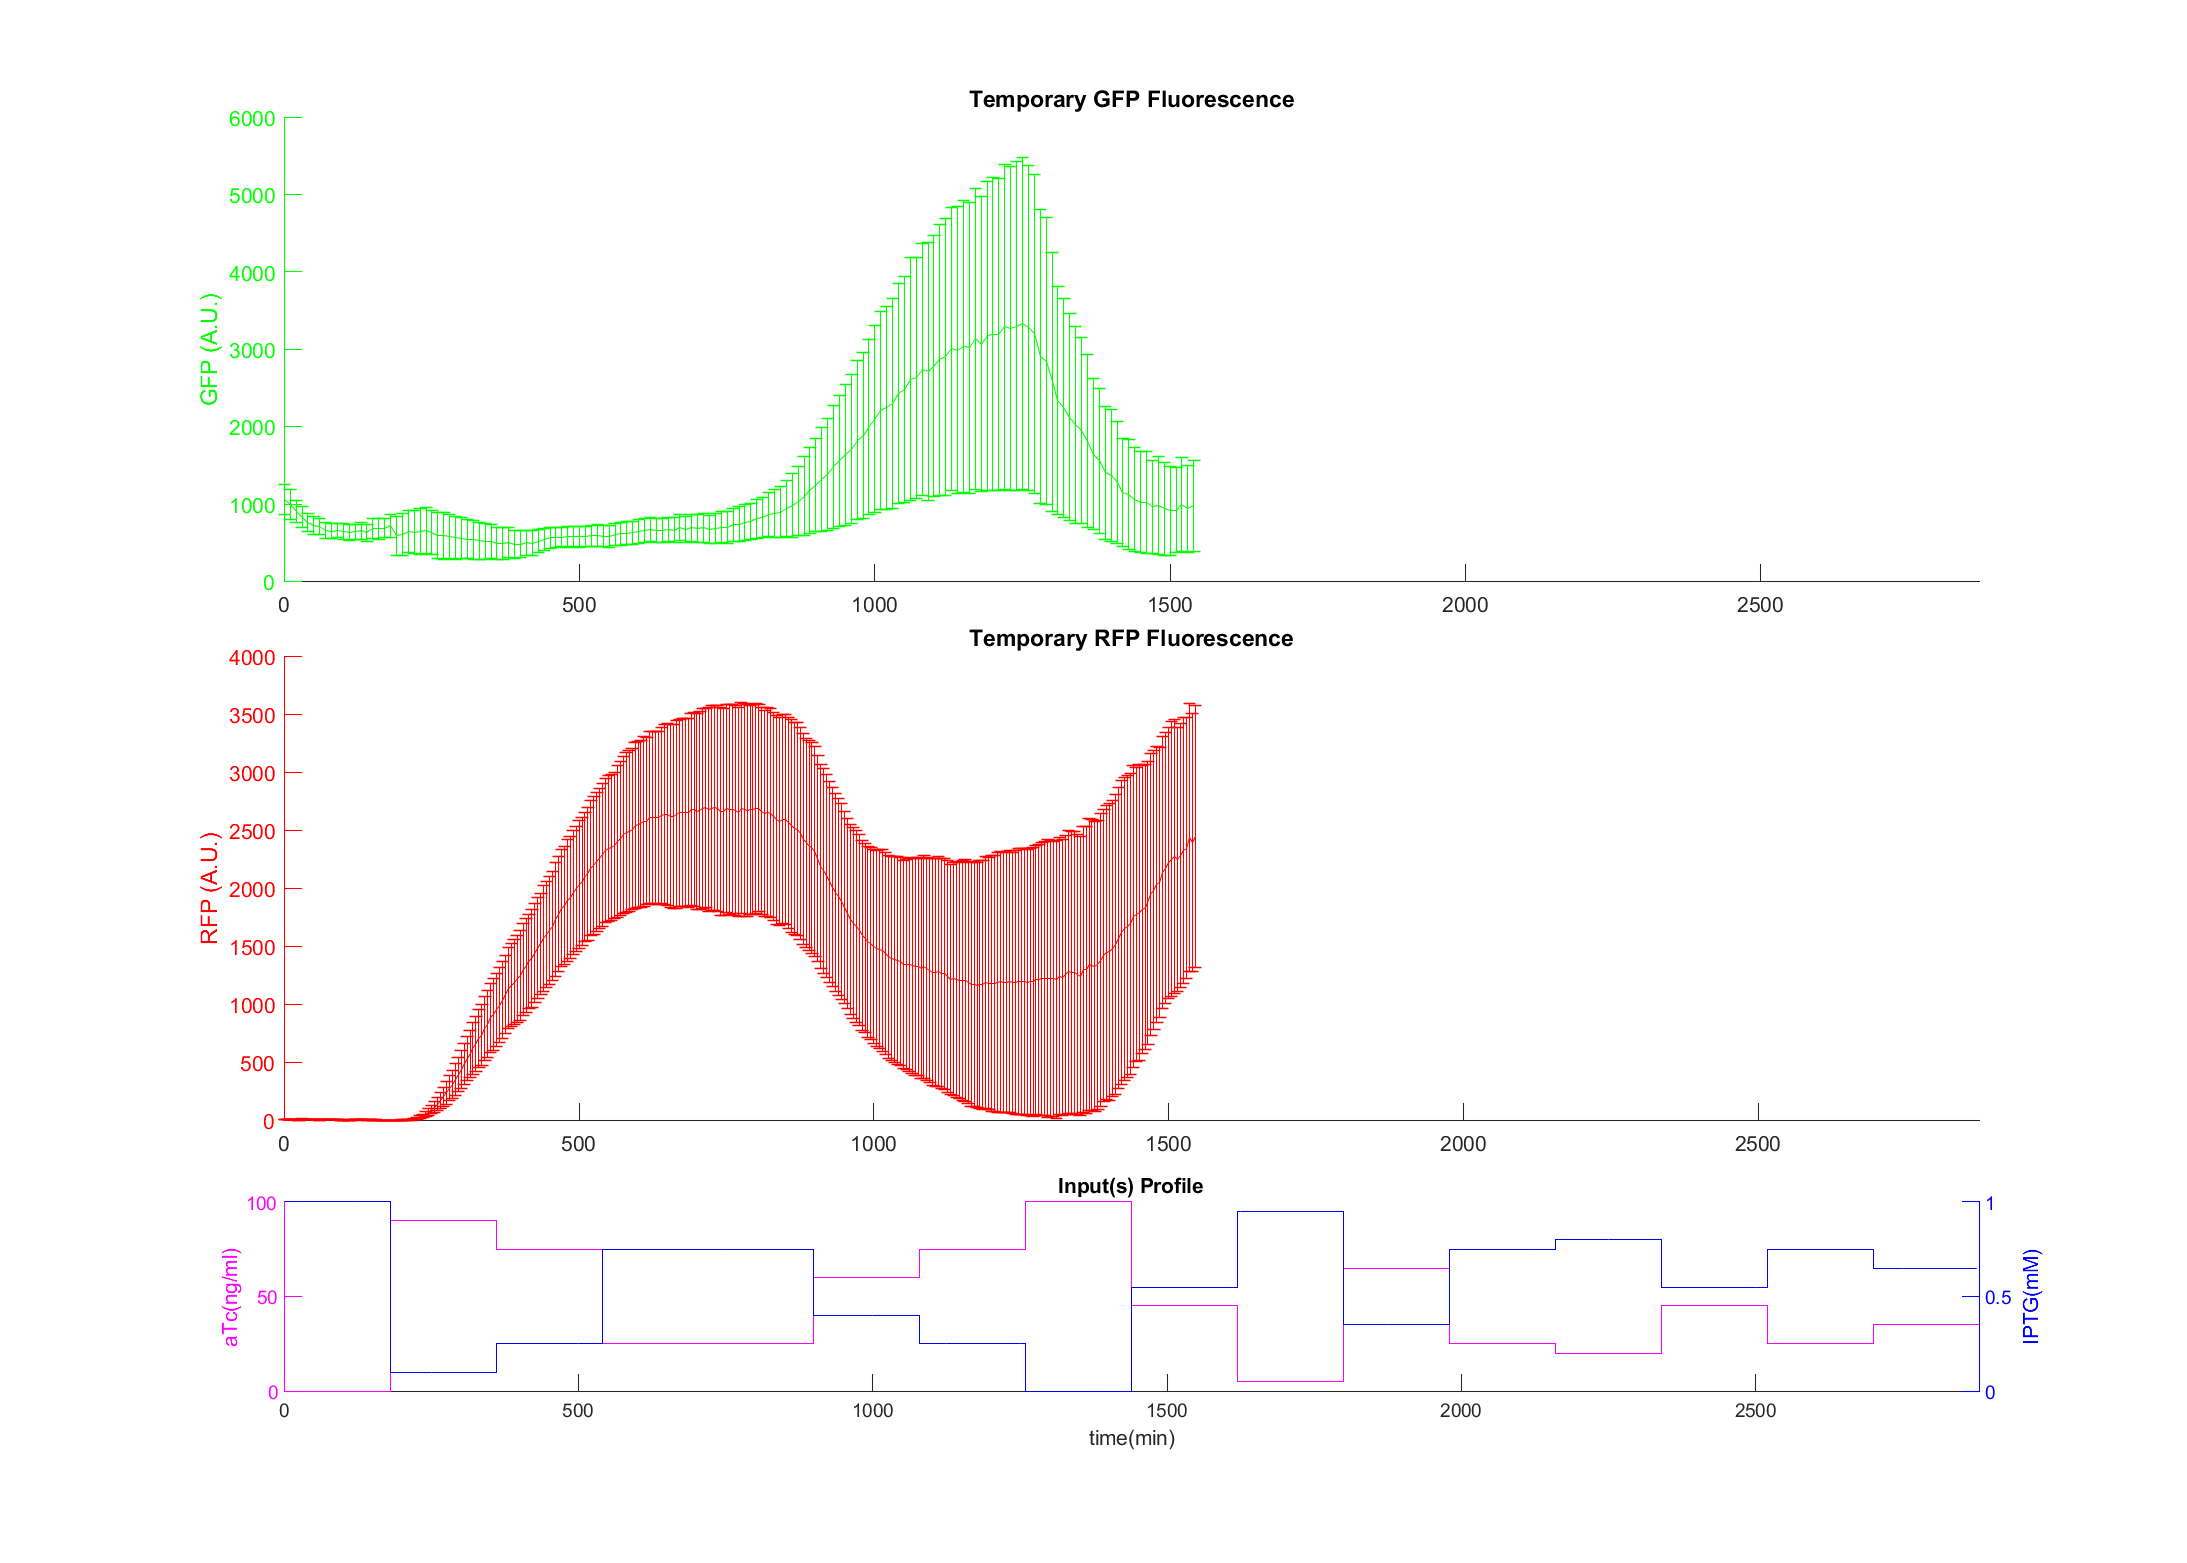 Temporary GFP Fluorescence
6000
5000
4000
3000
2000
1000
0
GFP (A.U.)
0 500 1000 1500 2000 2500
Temporary RFP Fluorescence
4000
3500
3000
2500
2000
1500
1000
500
0
RFP (A.U.)
0 500 1000 1500 2000 2500
Input(s) Profile
100
50
0
aTc(ng/ml)
1
0.5
0
IPTG(mM)
0 500 1000 1500 2000 2500
time(min)